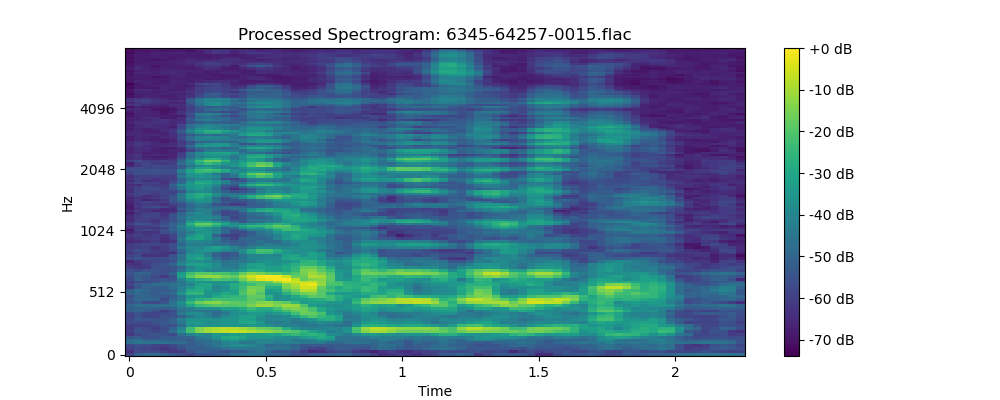 Processed Spectrogram: 6345-64257-0015.flac
+0 dB
-10 dB
-20 dB
-30 dB
-40 dB
-50 dB
-60 dB
-70 dB
4096
2048
1024
512
0
Hz
0 0.5 1 1.5 2
Time